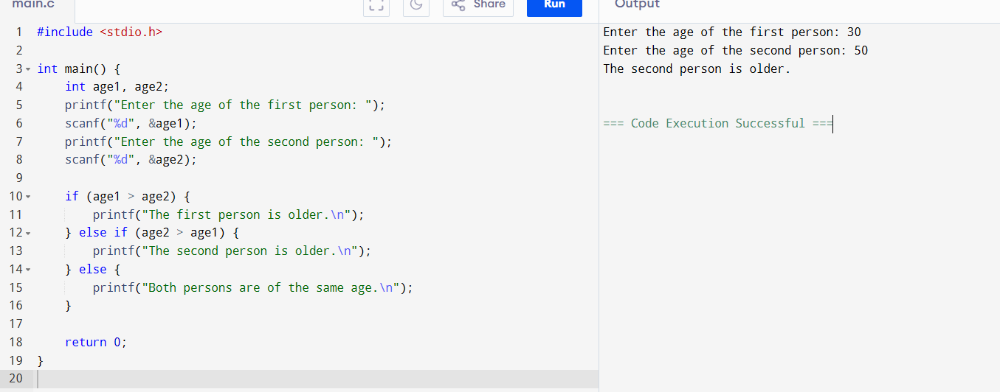 main.c
Share
Run
Output
1 #include <stdio.h>
2
3 int main() {
4     int age1, age2;
5     printf("Enter the age of the first person: ");
6     scanf("%d", &age1);
7     printf("Enter the age of the second person: ");
8     scanf("%d", &age2);
9
10     if (age1 > age2) {
11         printf("The first person is older.\n");
12     } else if (age2 > age1) {
13         printf("The second person is older.\n");
14     } else {
15         printf("Both persons are of the same age.\n");
16     }
17
18     return 0;
19 }
20
Enter the age of the first person: 30
Enter the age of the second person: 50
The second person is older.
=== Code Execution Successful ===